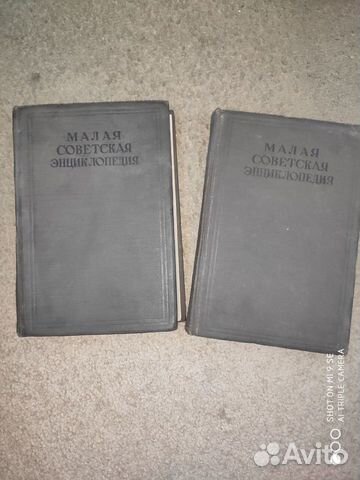 МАЛАЯ
СОВЕТСКАЯ
ЭНЦИКЛОПЕДИЯ
МАЛАЯ
СОВЕТСКАЯ
ЭНЦИКЛОПЕДИЯ
SHOT ON MI 9 SE
AI TRIPLE CAMERA
Avito